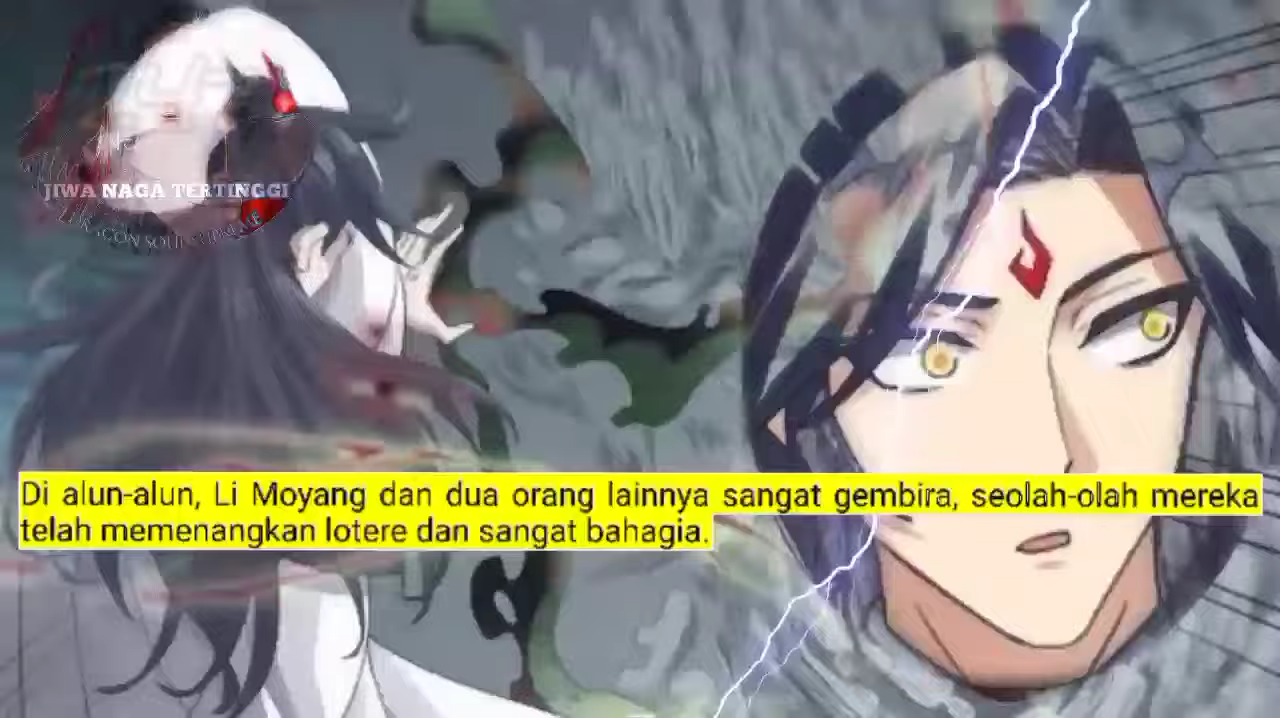 JIWA NAGA TERTINGGI
Di alun-alun, Li Moyang dan dua orang lainnya sangat gembira, seolah-olah mereka
telah memenangkan lotere dan sangat bahagia.